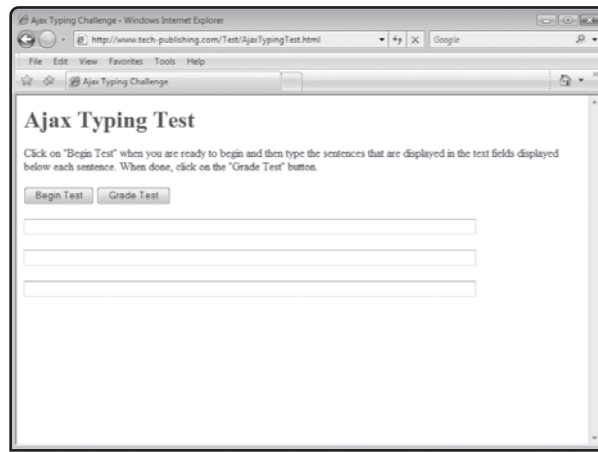 Ajax Typing Challenge - Windows Internet Explorer
http://www.tech-publishing.com/Test/AjaxTypingTest.html
Google
File Edit View Favorites Tools Help
Ajax Typing Challenge
Ajax Typing Test
Click on "Begin Test" when you are ready to begin and then type the sentences that are displayed in the text fields displayed
below each sentence. When done, click on the "Grade Test" button.
Begin Test Grade Test